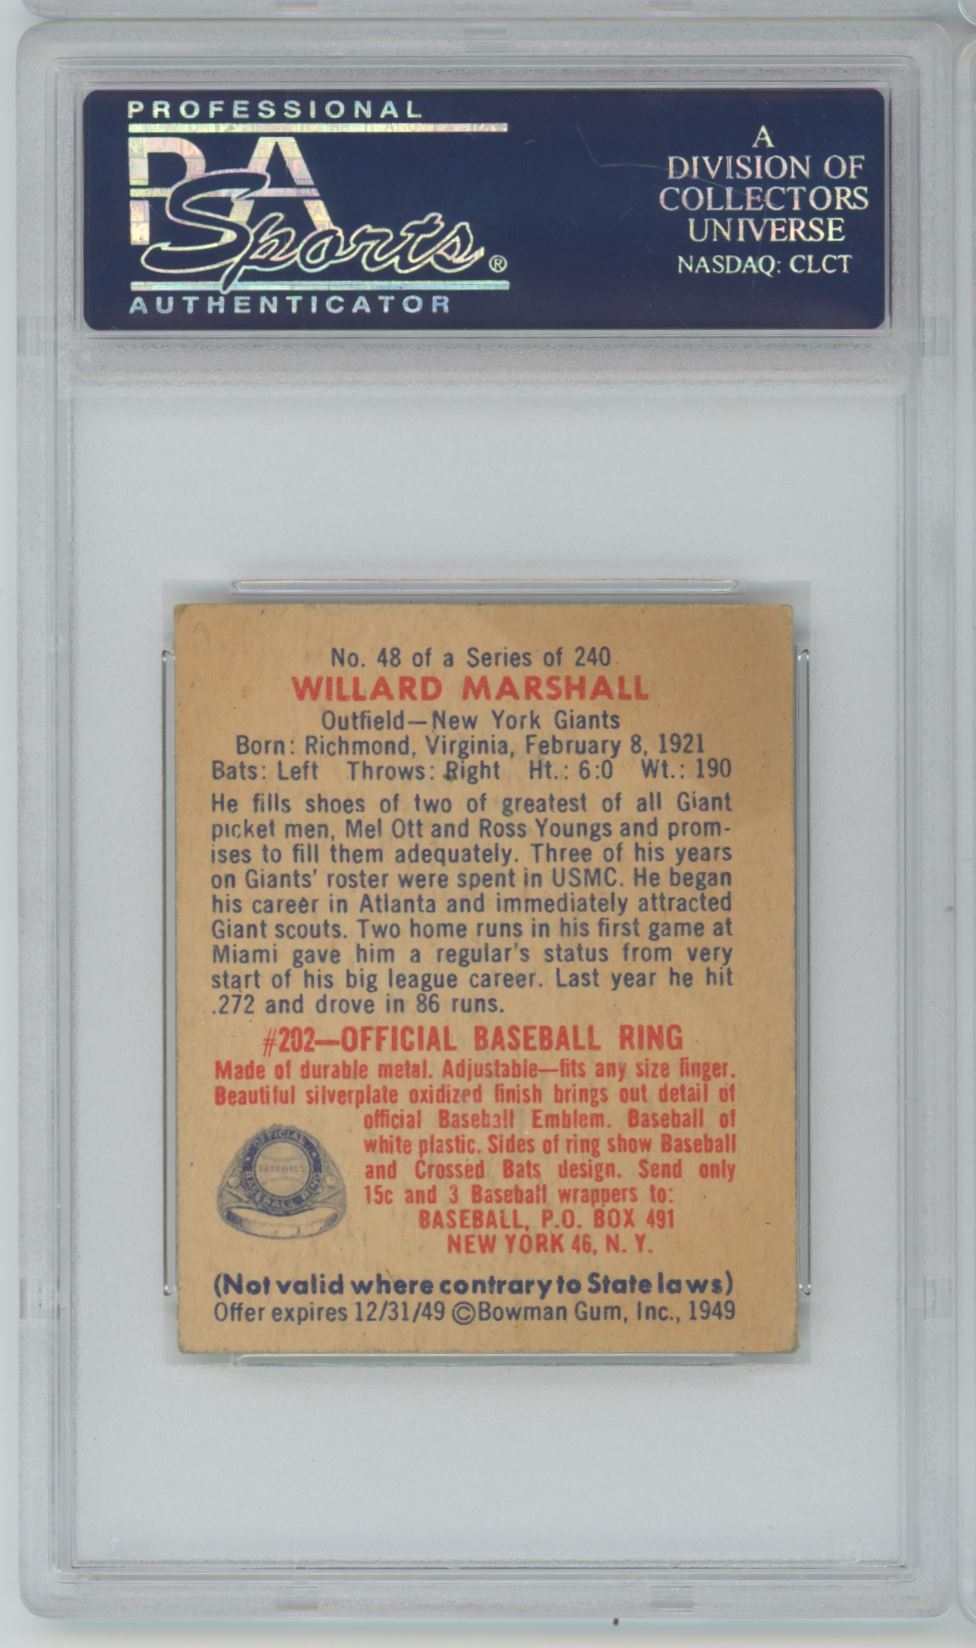 PROFESSIONAL
PSA
Sports®
AUTHENTICATOR
A
DIVISION OF
COLLECTORS
UNIVERSE
NASDAQ: CLCT
No. 48 of a Series of 240
WILLARD MARSHALL
Outfield—New York Giants
Born: Richmond, Virginia, February 8, 1921
Bats: Left Throws: Right Ht.: 6:0 Wt.: 190
He fills shoes of two of greatest of all Giant
picket men, Mel Ott and Ross Youngs and prom-
ises to fill them adequately. Three of his years
on Giants' roster were spent in USMC. He began
his career in Atlanta and immediately attracted
Giant scouts. Two home runs in his first game at
Miami gave him a regular's status from very
start of his big league career. Last year he hit
.272 and drove in 86 runs.
#202—OFFICIAL BASEBALL RING
Made of durable metal. Adjustable—fits any size finger.
Beautiful silverplate oxidized finish brings out detail of
official Baseball Emblem. Baseball of
white plastic. Sides of ring show Baseball
and Crossed Bats design. Send only
15c and 3 Baseball wrappers to:
BASEBALL, P.O. BOX 491
NEW YORK 46, N. Y.
OFFICIAL
BASEBALL
BASEBALL RING
(Not valid where contrary to State laws)
Offer expires 12/31/49 ©Bowman Gum, Inc., 1949